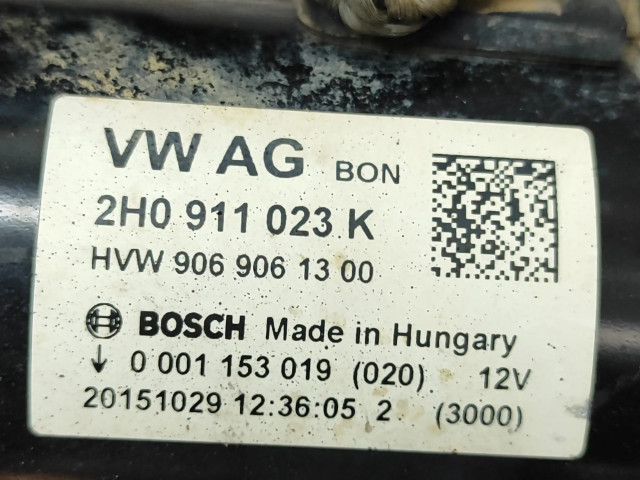 VW AG BON
2H0 911 023 K
HVW 906 906 13 00
BOSCH Made in Hungary
↓ 0 001 153 019 (020) 12V
20151029 12:36:05 2 (3000)